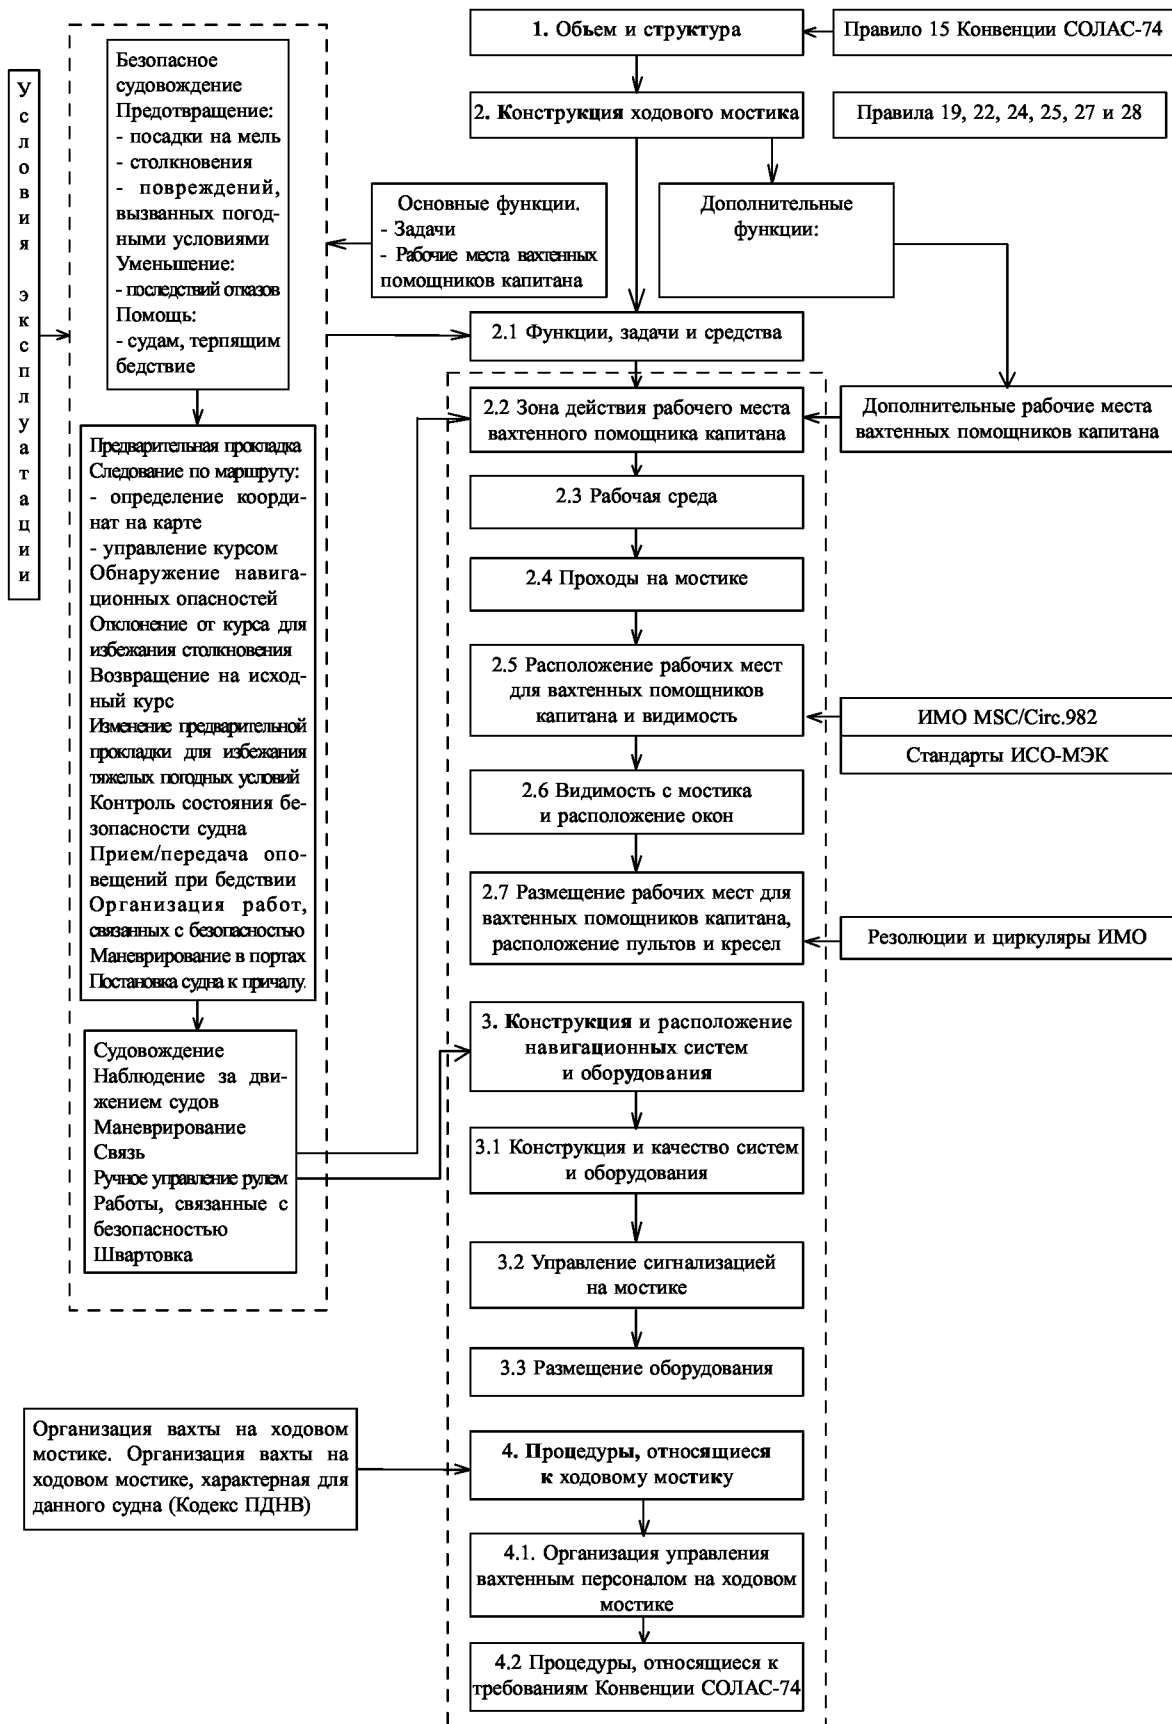 1. Объем и структура
Правило 15 Конвенции СОЛАС-74
Условия эксплуатации
Безопасное
судовождение
Предотвращение:
- посадки на мель
- столкновения
- повреждений,
вызванных погод-
ными условиями
Уменьшение:
- последствий отказов
Помощь:
- судам, терпящим
бедствие
2. Конструкция ходового мостика
Правила 19, 22, 24, 25, 27 и 28
Основные функции.
- Задачи
- Рабочие места вахтенных
помощников капитана
Дополнительные
функции:
2.1 Функции, задачи и средства
2.2 Зона действия рабочего места
вахтенного помощника капитана
Дополнительные рабочие места
вахтенных помощников капитана
Предварительная прокладка
Следование по маршруту:
- определение коорди-
нат на карте
- управление курсом
Обнаружение навига-
ционных опасностей
Отклонение от курса для
избежания столкновения
Возвращение на исход-
ный курс
Изменение предварительной
прокладки для избежания
тяжелых погодных условий
Контроль состояния бе-
зопасности судна
Прием/передача опо-
вещений при бедствии
Организация работ,
связанных с безопасностью
Маневрирование в портах
Постановка судна к причалу.
2.3 Рабочая среда
2.4 Проходы на мостике
2.5 Расположение рабочих мест
для вахтенных помощников
капитана и видимость
ИМО MSC/Circ.982
Стандарты ИСО-МЭК
2.6 Видимость с мостика
и расположение окон
2.7 Размещение рабочих мест для
вахтенных помощников капитана,
расположение пультов и кресел
Резолюции и циркуляры ИМО
3. Конструкция и расположение
навигационных систем
и оборудования
Судовождение
Наблюдение за дви-
жением судов
Маневрирование
Связь
Ручное управление рулем
Работы, связанные с
безопасностью
Швартовка
3.1 Конструкция и качество систем
и оборудования
3.2 Управление сигнализацией
на мостике
3.3 Размещение оборудования
Организация вахты на ходовом
мостике. Организация вахты на
ходовом мостике, характерная для
данного судна (Кодекс ПДНВ)
4. Процедуры, относящиеся
к ходовому мостику
4.1. Организация управления
вахтенным персоналом на ходовом
мостике
4.2 Процедуры, относящиеся к
требованиям Конвенции СОЛАС-74